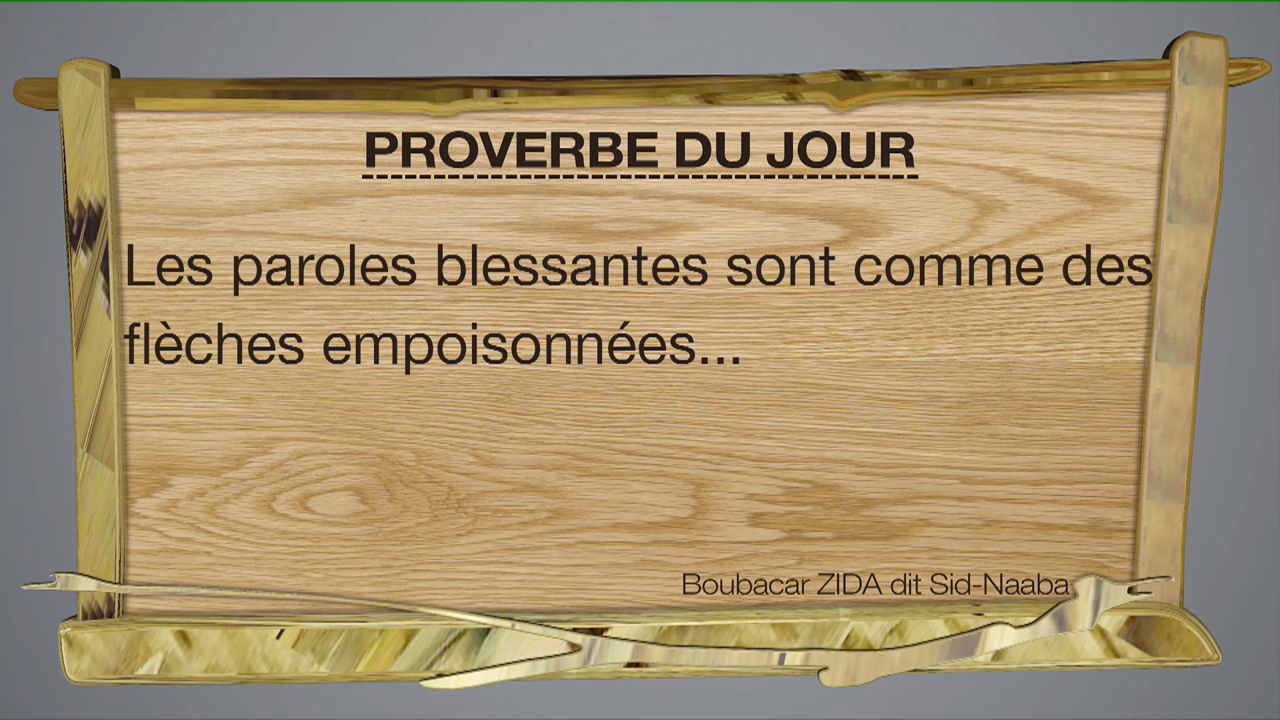 PROVERBE DU JOUR
Les paroles blessantes sont comme des
flèches empoisonnées...
Boubacar ZIDA dit Sid-Naaba